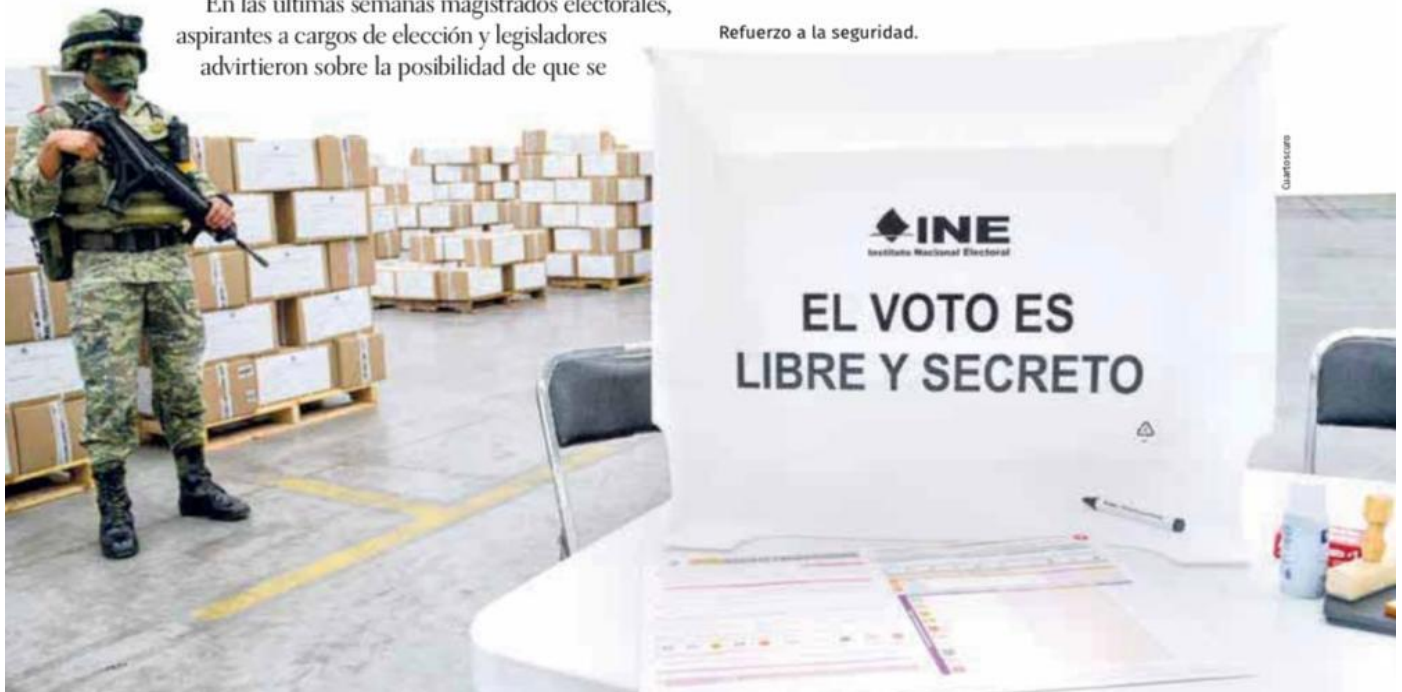 En las últimas semanas magistrados electorales,
aspirantes a cargos de elección y legisladores
advirtieron sobre la posibilidad de que se
Refuerzo a la seguridad.
Cuartoscuro
INE
Instituto Nacional Electoral
EL VOTO ES
LIBRE Y SECRETO